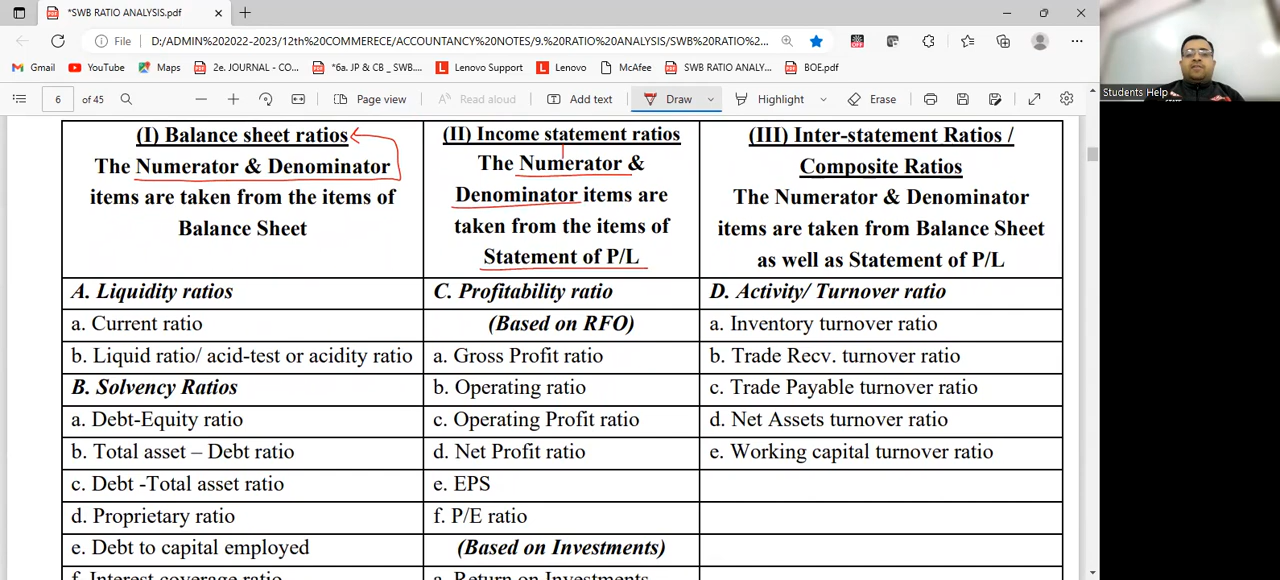 *SWB RATIO ANALYSIS.pdf
File
D:/ADMIN%202022-2023/12th%20COMMERECE/ACCOUNTANCY%20NOTES/9.%20RATIO%20ANALYSIS/SWB%20RATIO%2...
OFF
Gmail
YouTube
Maps
2e. JOURNAL - CO...
*6a. JP & CB _ SWB....
Lenovo Support
Lenovo
McAfee
SWB RATIO ANALY...
BOE.pdf
6 of 45
Page view
Read aloud
Add text
Draw
Highlight
Erase
Students Help
(I) Balance sheet ratios
The Numerator & Denominator
items are taken from the items of
Balance Sheet
(II) Income statement ratios
The Numerator &
Denominator items are
taken from the items of
Statement of P/L
(III) Inter-statement Ratios /
Composite Ratios
The Numerator & Denominator
items are taken from Balance Sheet
as well as Statement of P/L
A. Liquidity ratios
C. Profitability ratio
D. Activity/ Turnover ratio
a. Current ratio
(Based on RFO)
a. Inventory turnover ratio
b. Liquid ratio/ acid-test or acidity ratio
a. Gross Profit ratio
b. Trade Recv. turnover ratio
B. Solvency Ratios
b. Operating ratio
c. Trade Payable turnover ratio
a. Debt-Equity ratio
c. Operating Profit ratio
d. Net Assets turnover ratio
b. Total asset – Debt ratio
d. Net Profit ratio
e. Working capital turnover ratio
c. Debt -Total asset ratio
e. EPS
d. Proprietary ratio
f. P/E ratio
e. Debt to capital employed
(Based on Investments)
f. Interest coverage ratio
a. Return on Investments